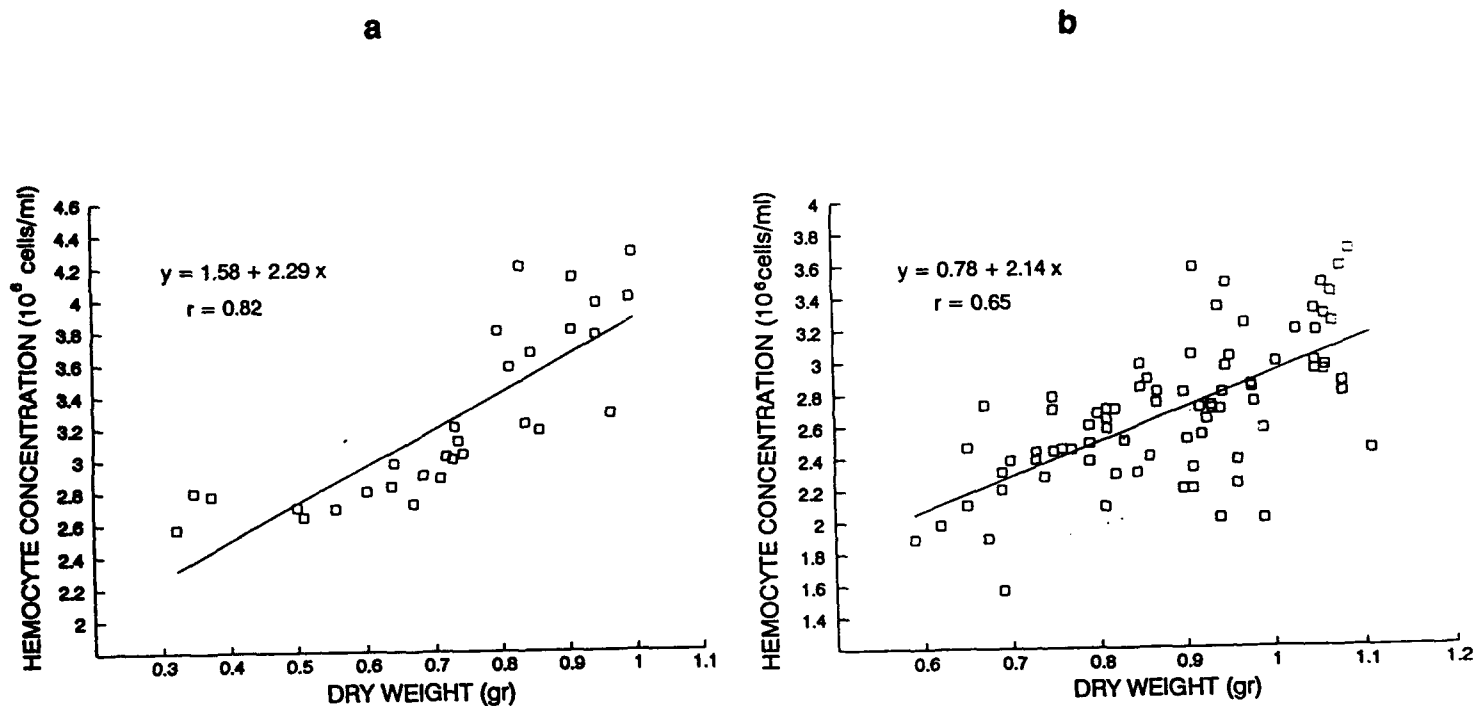 a
HEMOCYTE CONCENTRATION (10⁶ cells/ml)
4.6
4.4
4.2
4
3.8
3.6
3.4
3.2
3
2.8
2.6
2.4
2.2
2
y = 1.58 + 2.29 x
r = 0.82
0.3 0.4 0.5 0.6 0.7 0.8 0.9 1 1.1
DRY WEIGHT (gr)
b
HEMOCYTE CONCENTRATION (10⁶cells/ml)
4
3.8
3.6
3.4
3.2
3
2.8
2.6
2.4
2.2
2
1.8
1.6
1.4
y = 0.78 + 2.14 x
r = 0.65
0.6 0.7 0.8 0.9 1 1.1 1.2
DRY WEIGHT (gr)